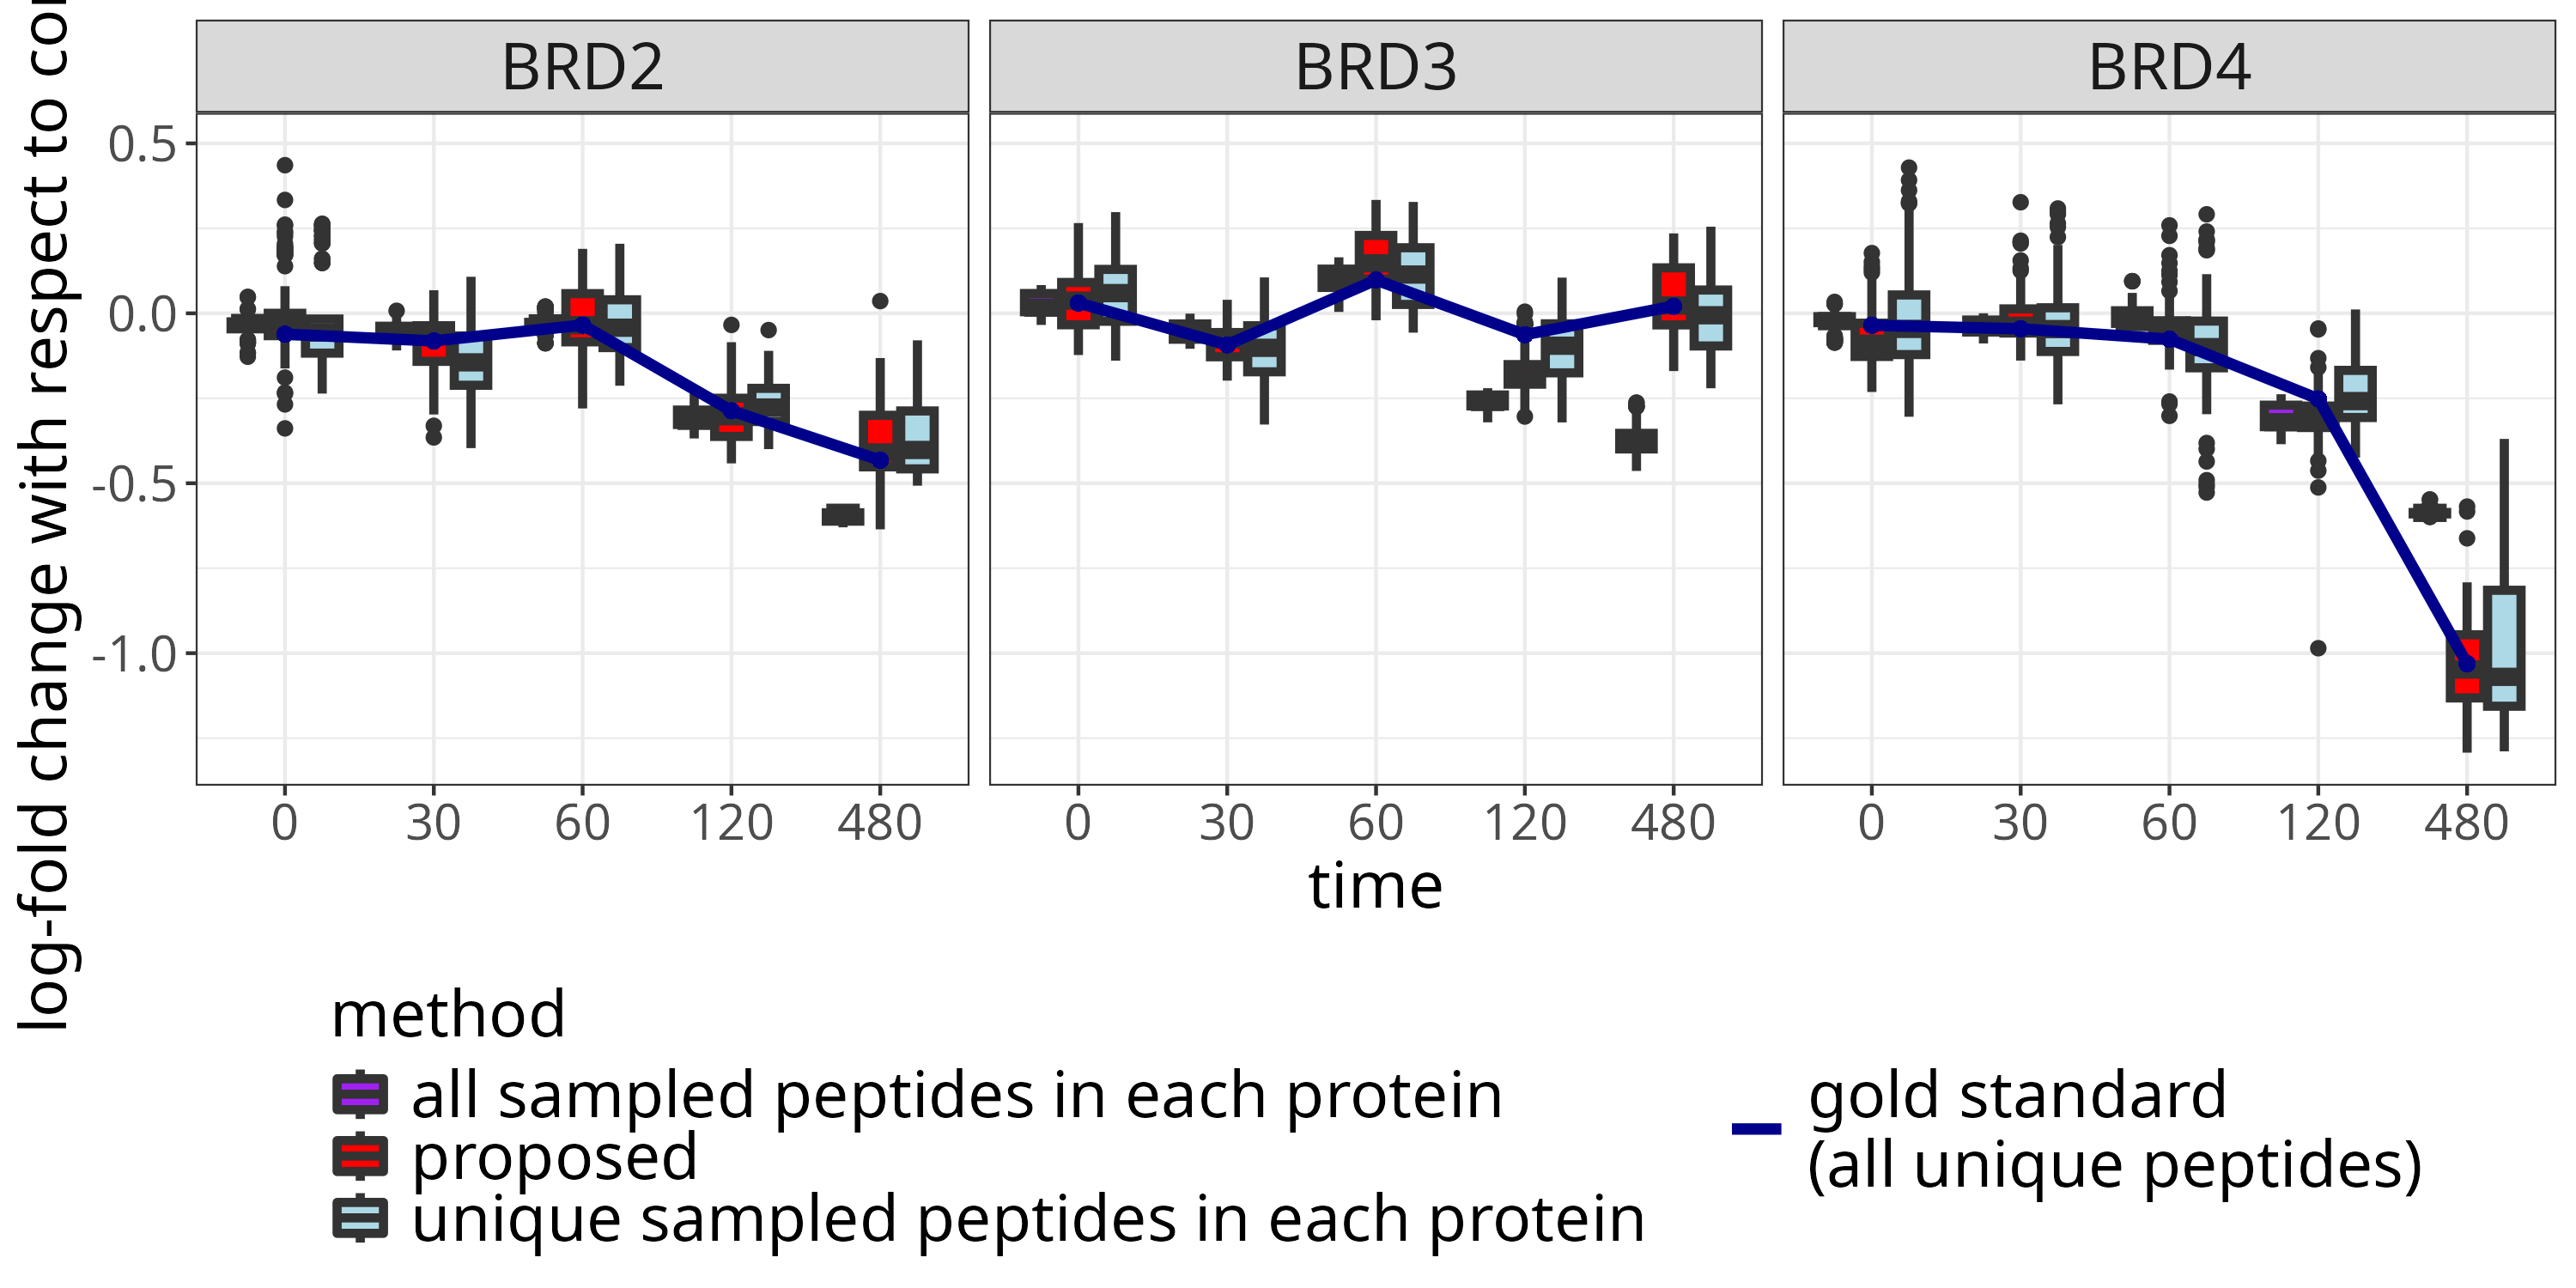 BRD2 BRD3 BRD4
log-fold change with respect to
0.5
0.0
-0.5
-1.0
0 30 60 120 480 0 30 60 120 480 0 30 60 120 480
time
method
all sampled peptides in each protein
proposed
unique sampled peptides in each protein
gold standard
(all unique peptides)